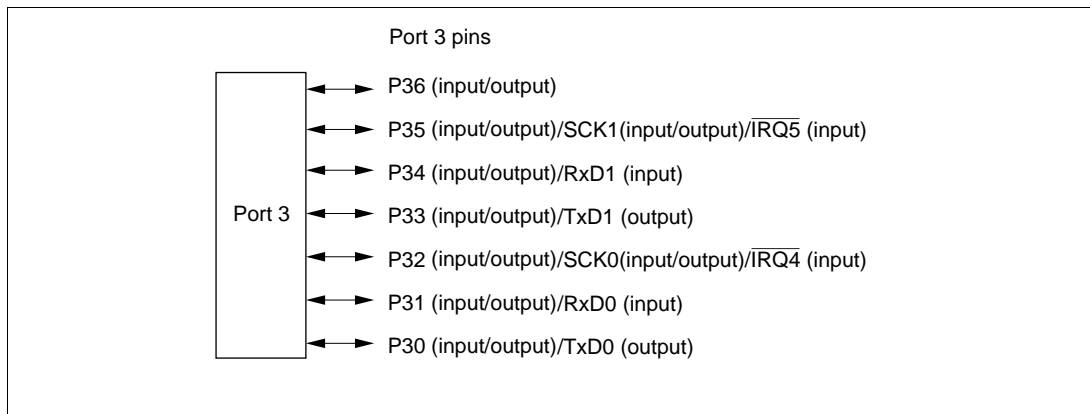 Port 3 pins
P36 (input/output)
P35 (input/output)/SCK1(input/output)/I̅R̅Q̅5̅ (input)
P34 (input/output)/RxD1 (input)
Port 3
P33 (input/output)/TxD1 (output)
P32 (input/output)/SCK0(input/output)/I̅R̅Q̅4̅ (input)
P31 (input/output)/RxD0 (input)
P30 (input/output)/TxD0 (output)